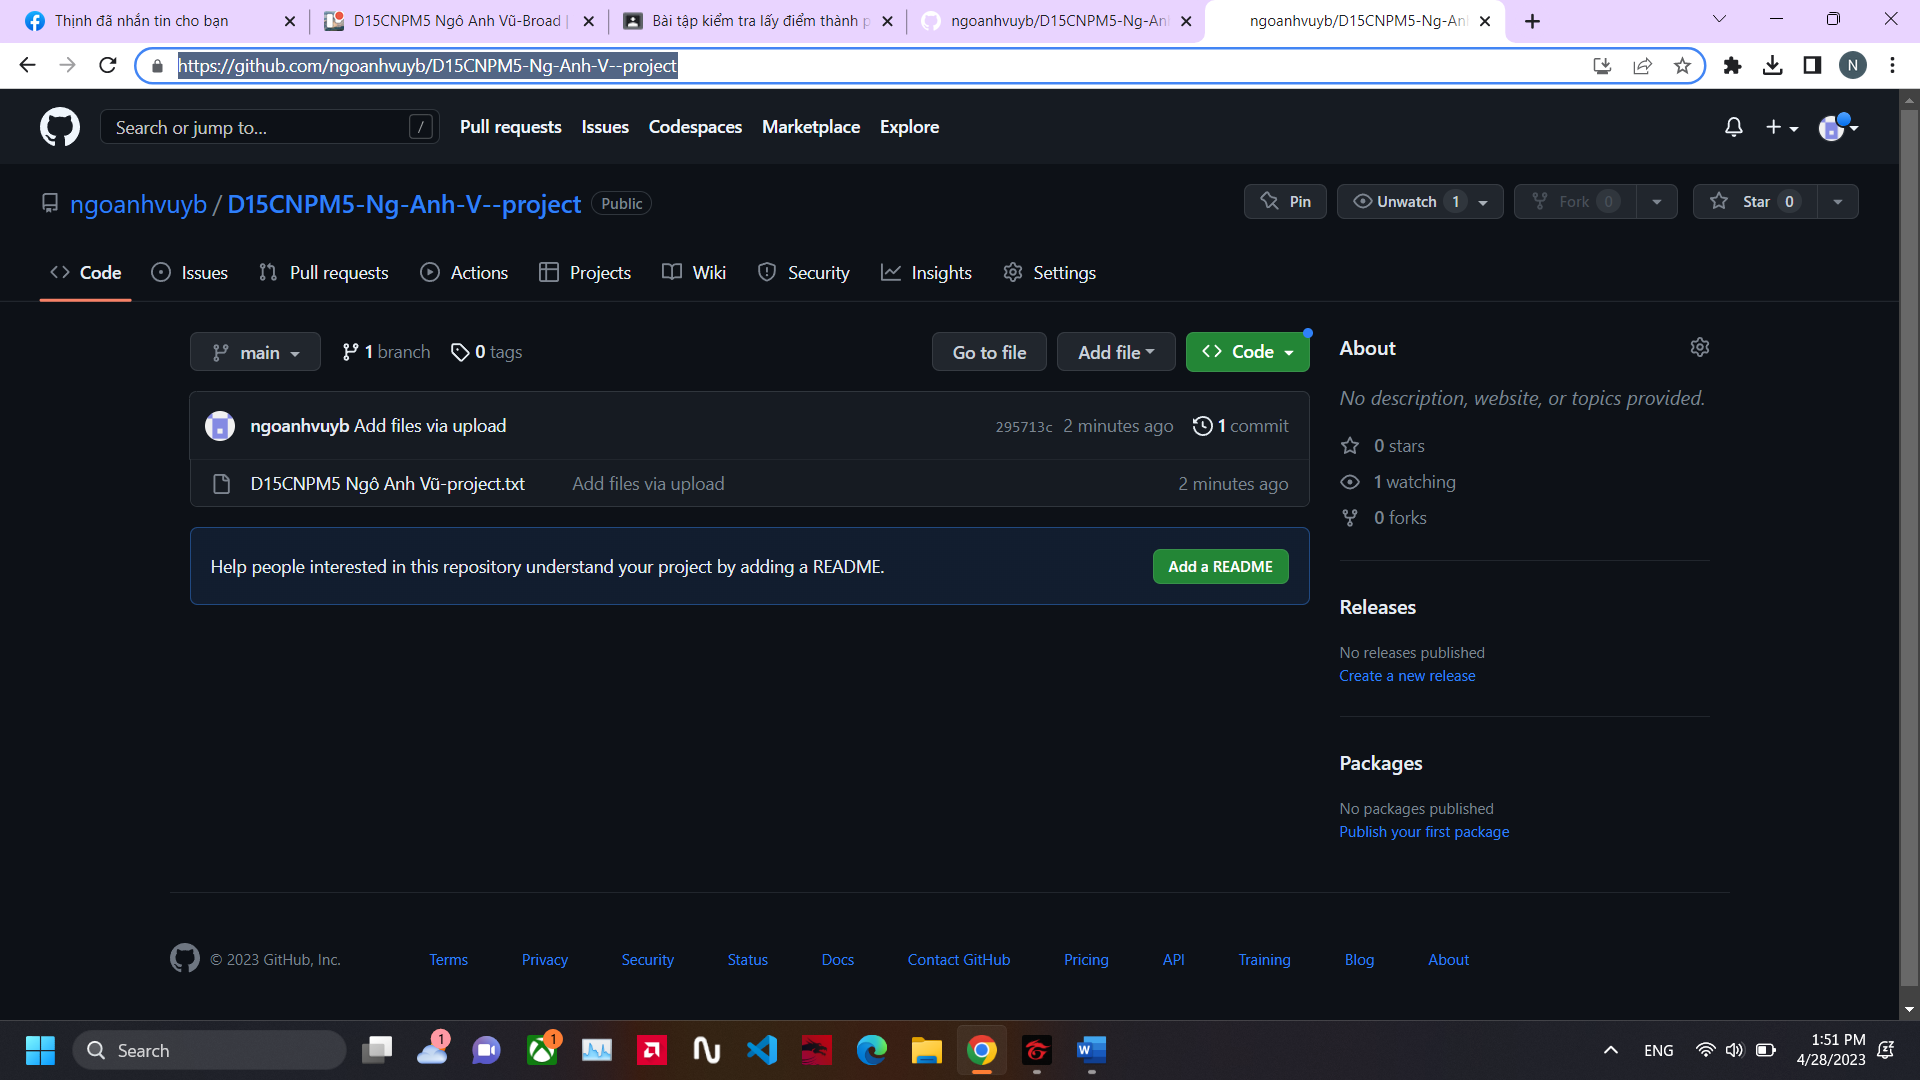 Thịnh đã nhắn tin cho bạn
D15CNPM5 Ngô Anh Vũ-Broad |
Bài tập kiểm tra lấy điểm thành p
ngoanhvuyb/D15CNPM5-Ng-Anh
ngoanhvuyb/D15CNPM5-Ng-Anh
https://github.com/ngoanhvuyb/D15CNPM5-Ng-Anh-V--project
N
Search or jump to...
/
Pull requests
Issues
Codespaces
Marketplace
Explore
ngoanhvuyb / D15CNPM5-Ng-Anh-V--project
Public
Pin
Unwatch 1
Fork 0
Star 0
Code
Issues
Pull requests
Actions
Projects
Wiki
Security
Insights
Settings
main
1 branch
0 tags
Go to file
Add file
Code
ngoanhvuyb Add files via upload
295713c 2 minutes ago
1 commit
D15CNPM5 Ngô Anh Vũ-project.txt
Add files via upload
2 minutes ago
Help people interested in this repository understand your project by adding a README.
Add a README
About
No description, website, or topics provided.
0 stars
1 watching
0 forks
Releases
No releases published
Create a new release
Packages
No packages published
Publish your first package
© 2023 GitHub, Inc.
Terms
Privacy
Security
Status
Docs
Contact GitHub
Pricing
API
Training
Blog
About
Search
1
1
ENG
1:51 PM
4/28/2023